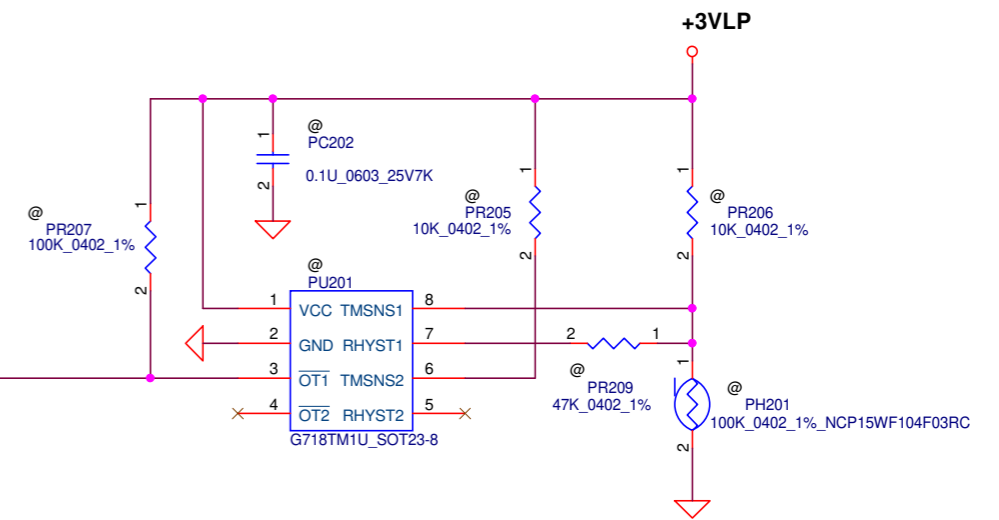 +3VLP
@
PC202
0.1U_0603_25V7K
1
2
@
PR207
100K_0402_1%
1
2
@
PR205
10K_0402_1%
1
2
@
PR206
10K_0402_1%
1
2
@
PU201
1 VCC TMSNS1 8
2 GND RHYST1 7
3 OT1 TMSNS2 6
4 OT2 RHYST2 5
G718TM1U_SOT23-8
2 1
@
PR209
47K_0402_1%
1
@
PH201
100K_0402_1%_NCP15WF104F03RC
2